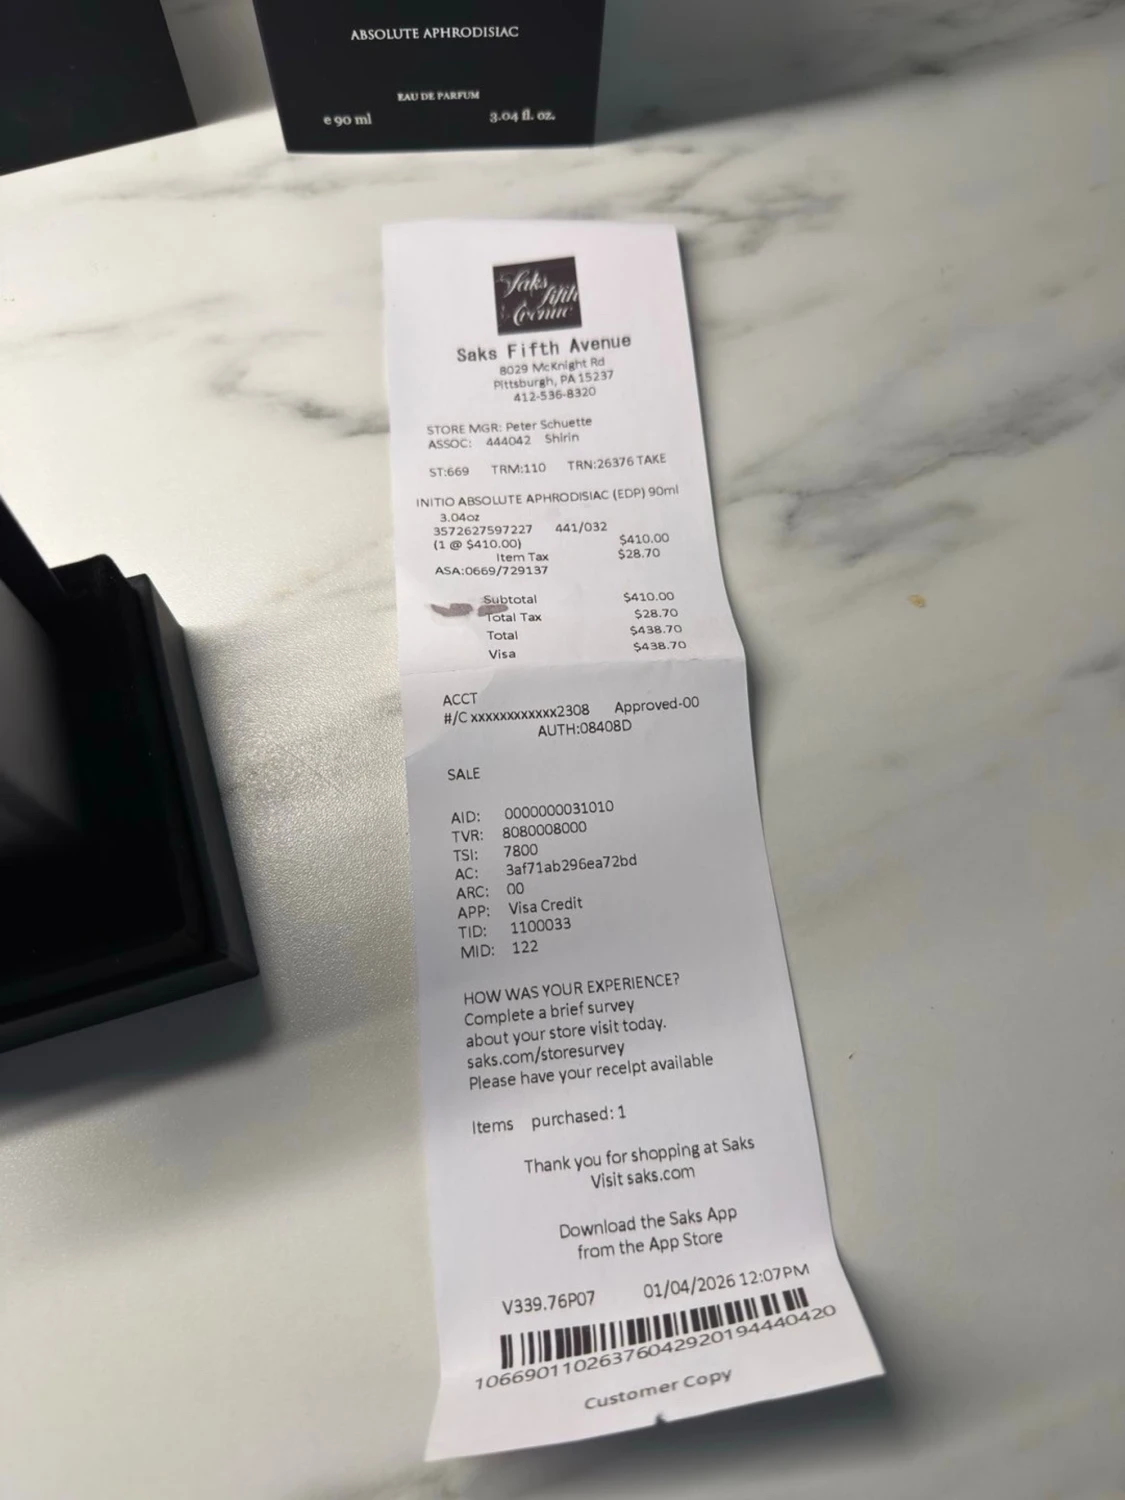 ABSOLUTE APHRODISIAC
EAU DE PARFUM
e 90 ml 3.04 fl. oz.
Saks
fifth
Avenue
Saks Fifth Avenue
8029 McKnight Rd
Pittsburgh, PA 15237
412-536-8320
STORE MGR: Peter Schuette
ASSOC: 444042 Shirin
ST:669 TRM:110 TRN:26376 TAKE
INITIO ABSOLUTE APHRODISIAC (EDP) 90ml
3.04oz
3572627597227 441/032
(1 @ $410.00) $410.00
Item Tax $28.70
ASA:0669/729137
Subtotal $410.00
Total Tax $28.70
Total $438.70
Visa $438.70
ACCT
#/C xxxxxxxxxxxx2308 Approved-00
AUTH:08408D
SALE
AID: 0000000031010
TVR: 8080008000
TSI: 7800
AC: 3af71ab296ea72bd
ARC: 00
APP: Visa Credit
TID: 1100033
MID: 122
HOW WAS YOUR EXPERIENCE?
Complete a brief survey
about your store visit today.
saks.com/storesurvey
Please have your receipt available
Items purchased: 1
Thank you for shopping at Saks
Visit saks.com
Download the Saks App
from the App Store
V339.76P07 01/04/2026 12:07PM
10669011026376042920194440420
Customer Copy